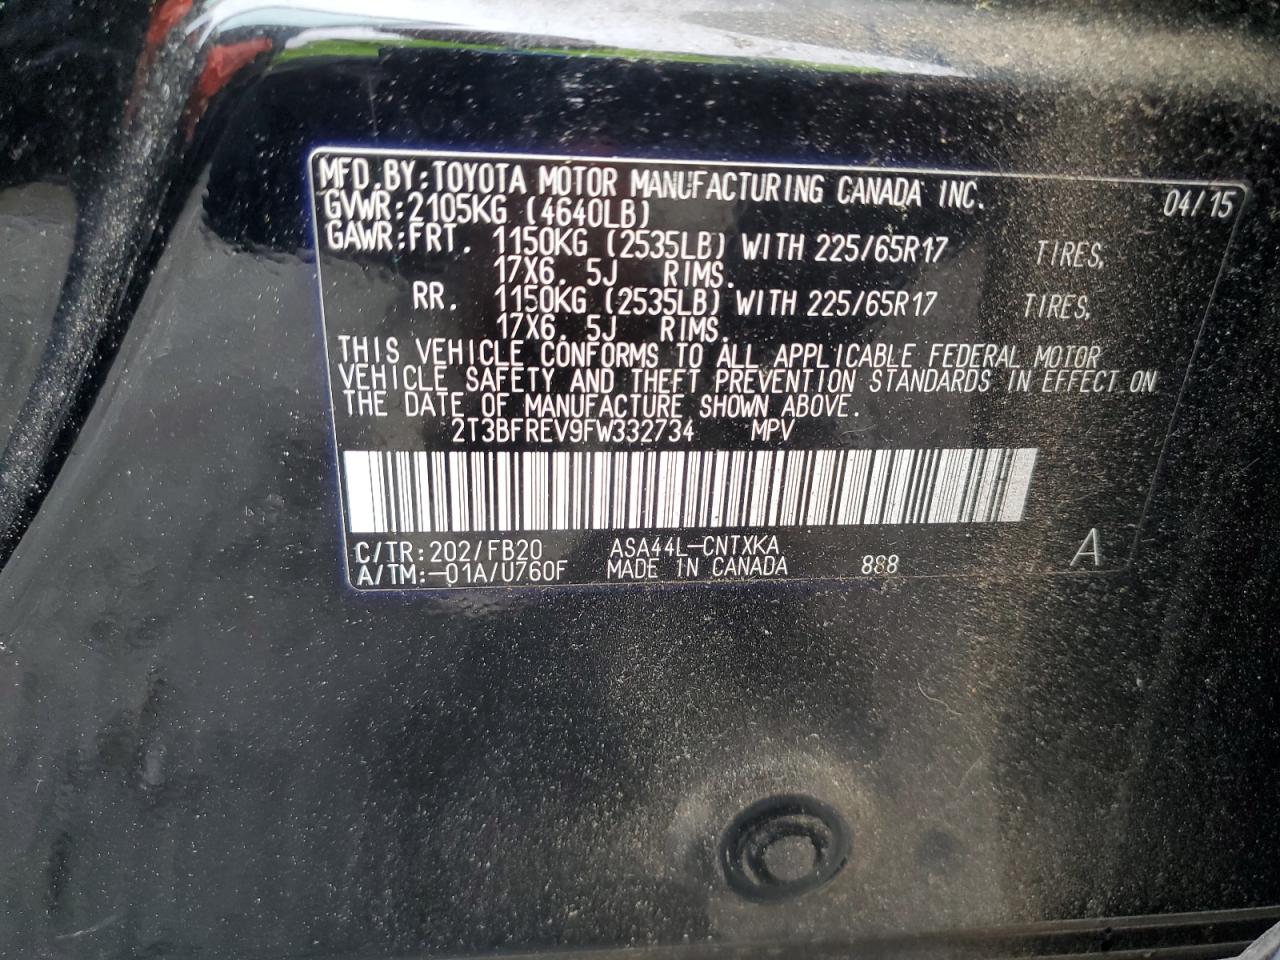 MFD.BY:TOYOTA MOTOR MANUFACTURING CANADA INC. 04/15
GVWR:2105KG (4640LB)
GAWR:FRT. 1150KG (2535LB) WITH 225/65R17 TIRES,
17X6.5J RIMS.
RR. 1150KG (2535LB) WITH 225/65R17 TIRES,
17X6.5J RIMS.
THIS VEHICLE CONFORMS TO ALL APPLICABLE FEDERAL MOTOR
VEHICLE SAFETY AND THEFT PREVENTION STANDARDS IN EFFECT ON
THE DATE OF MANUFACTURE SHOWN ABOVE.
2T3BFREV9FW332734 MPV
C/TR:202/FB20 ASA44L-CNTXKA A
A/TM:-01A/U760F MADE IN CANADA 888